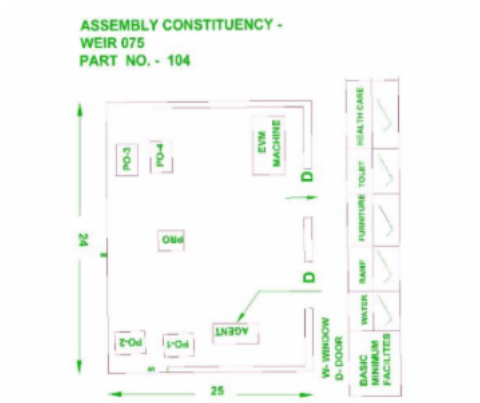 ASSEMBLY CONSTITUENCY -
WEIR 075
PART NO. - 104
PO-3
PO-4
EVM
MACHINE
D
PRO
24
W
D
AGENT
PO-2
PO-1
W
25
W- WINDOW
D- DOOR
HEALTH CARE
TOILET
FURNITURE
RAMP
WATER
BASIC
MINIMUM
FACILITES